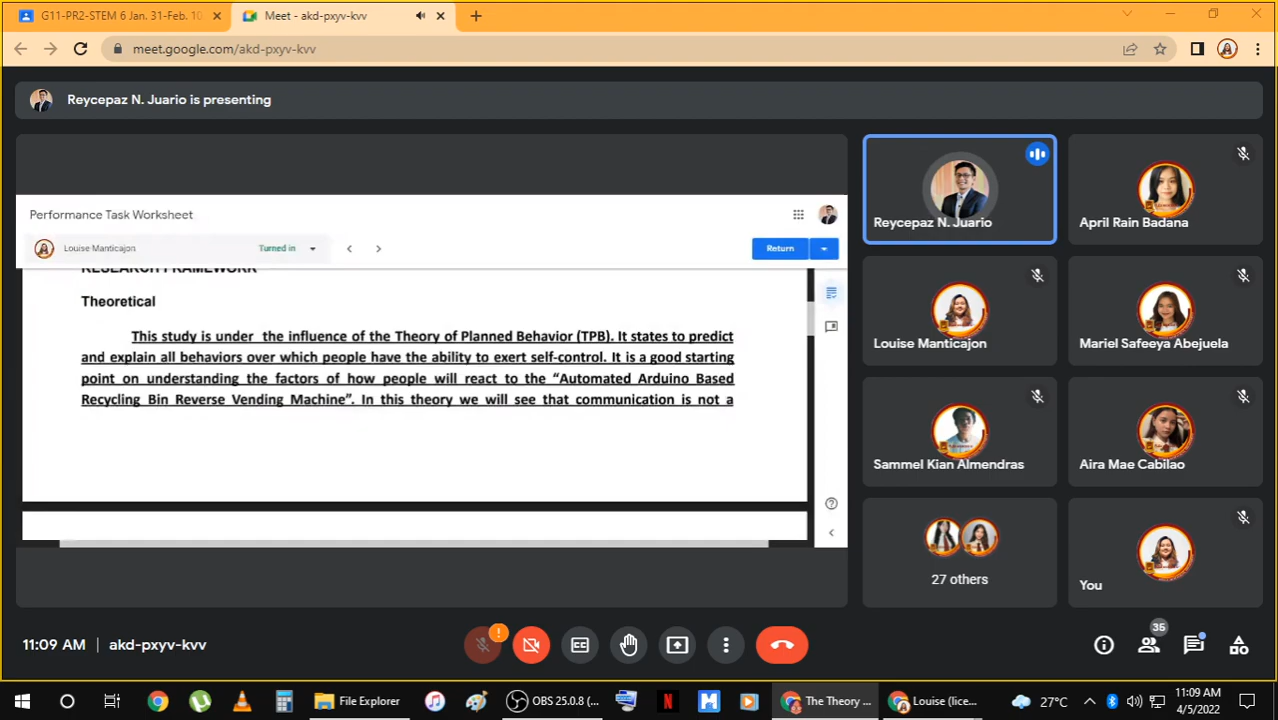 G11-PR2-STEM 6 Jan. 31-Feb. 10
Meet - akd-pxyv-kvv
meet.google.com/akd-pxyv-kvv
Reycepaz N. Juario is presenting
Performance Task Worksheet
Louise Manticajon
Turned in
Return
RESEARCH FRAMEWORK
Theoretical
This study is under the influence of the Theory of Planned Behavior (TPB). It states to predict
and explain all behaviors over which people have the ability to exert self-control. It is a good starting
point on understanding the factors of how people will react to the “Automated Arduino Based
Recycling Bin Reverse Vending Machine”. In this theory we will see that communication is not a
Reycepaz N. Juario
April Rain Badana
Louise Manticajon
Mariel Safeeya Abejuela
Sammel Kian Almendras
Aira Mae Cabilao
27 others
You
11:09 AM | akd-pxyv-kvv
35
File Explorer
OBS 25.0.8 (...
The Theory ...
Louise (lice...
27°C
11:09 AM
4/5/2022